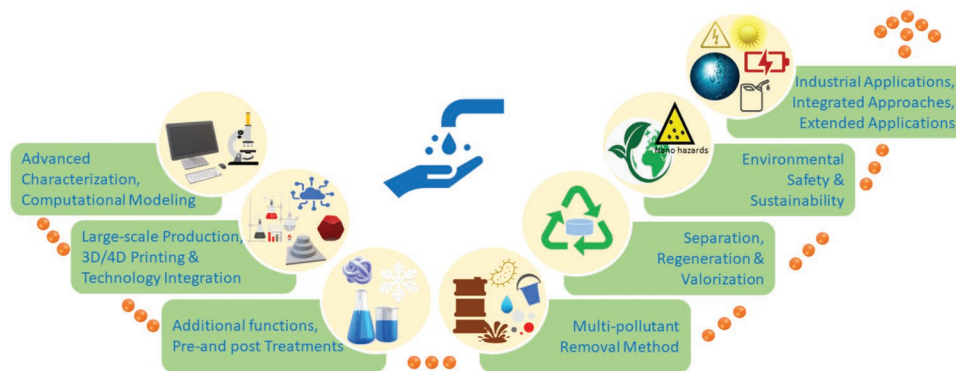 Advanced
Characterization,
Computational Modeling
Large-scale Production,
3D/4D Printing &
Technology Integration
Additional functions,
Pre-and post Treatments
Multi-pollutant
Removal Method
Separation,
Regeneration &
Valorization
Nano hazards
Environmental
Safety &
Sustainability
Industrial Applications,
Integrated Approaches,
Extended Applications